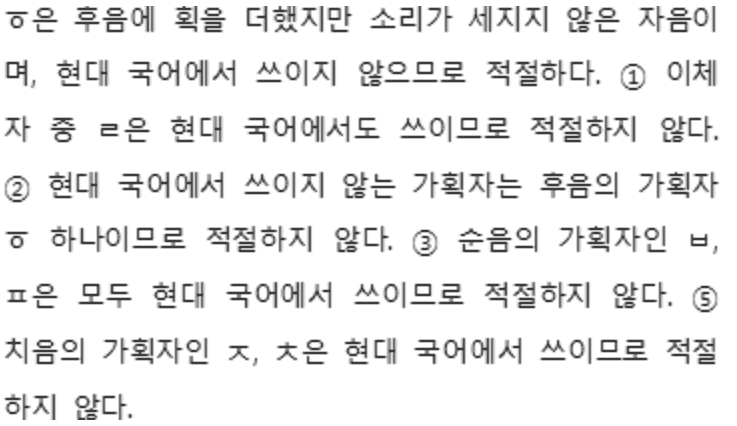 ㆆ은 후음에 획을 더했지만 소리가 세지지 않은 자음이
며, 현대 국어에서 쓰이지 않으므로 적절하다. ① 이체
자 중 ㄹ은 현대 국어에서도 쓰이므로 적절하지 않다.
② 현대 국어에서 쓰이지 않는 가획자는 후음의 가획자
ㆆ 하나이므로 적절하지 않다. ③ 순음의 가획자인 ㅂ,
ㅍ은 모두 현대 국어에서 쓰이므로 적절하지 않다. ⑤
치음의 가획자인 ㅈ, ㅊ은 현대 국어에서 쓰이므로 적절
하지 않다.